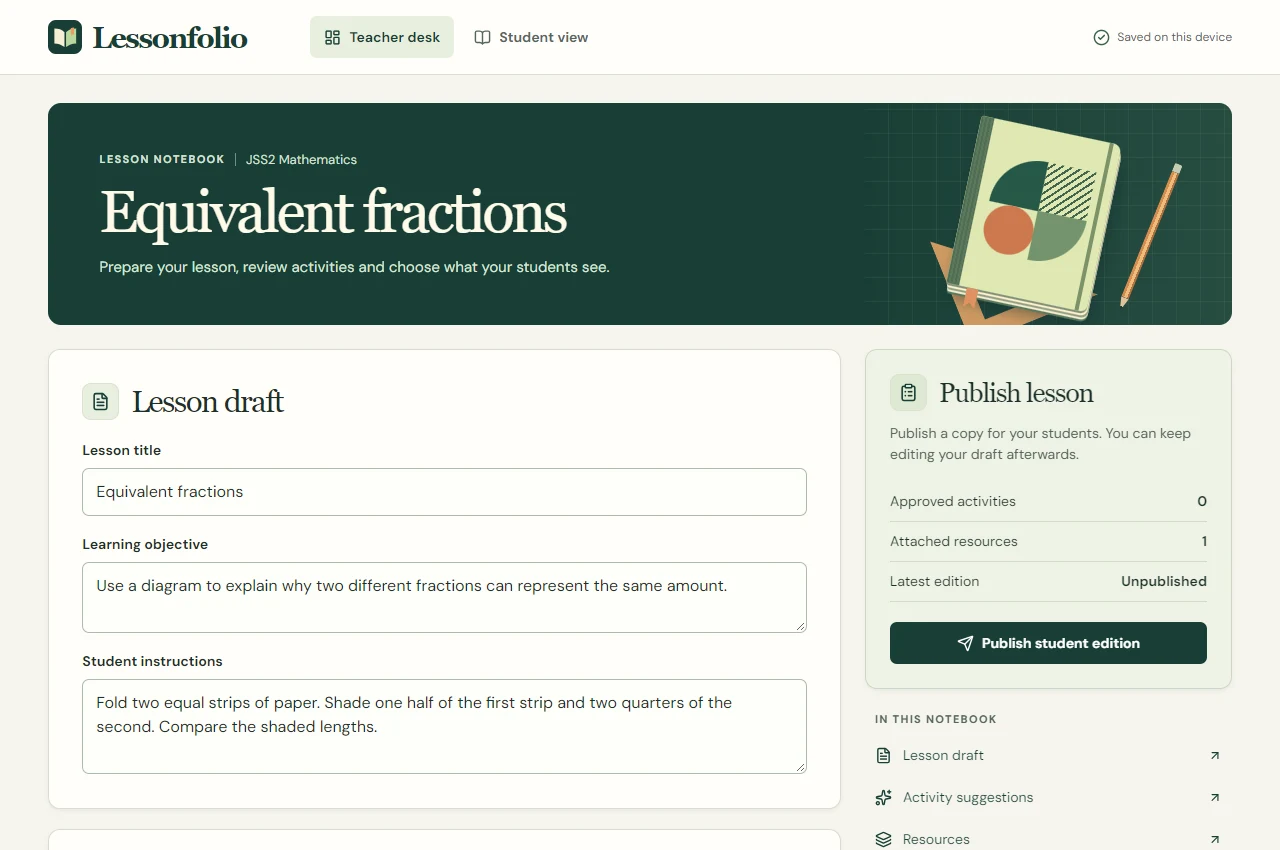 Lessonfolio
Teacher desk
Student view
Saved on this device
LESSON NOTEBOOK | JSS2 Mathematics
Equivalent fractions
Prepare your lesson, review activities and choose what your students see.
Lesson draft
Lesson title
Equivalent fractions
Learning objective
Use a diagram to explain why two different fractions can represent the same amount.
Student instructions
Fold two equal strips of paper. Shade one half of the first strip and two quarters of the
second. Compare the shaded lengths.
Publish lesson
Publish a copy for your students. You can keep
editing your draft afterwards.
Approved activities 0
Attached resources 1
Latest edition Unpublished
Publish student edition
IN THIS NOTEBOOK
Lesson draft
Activity suggestions
Resources